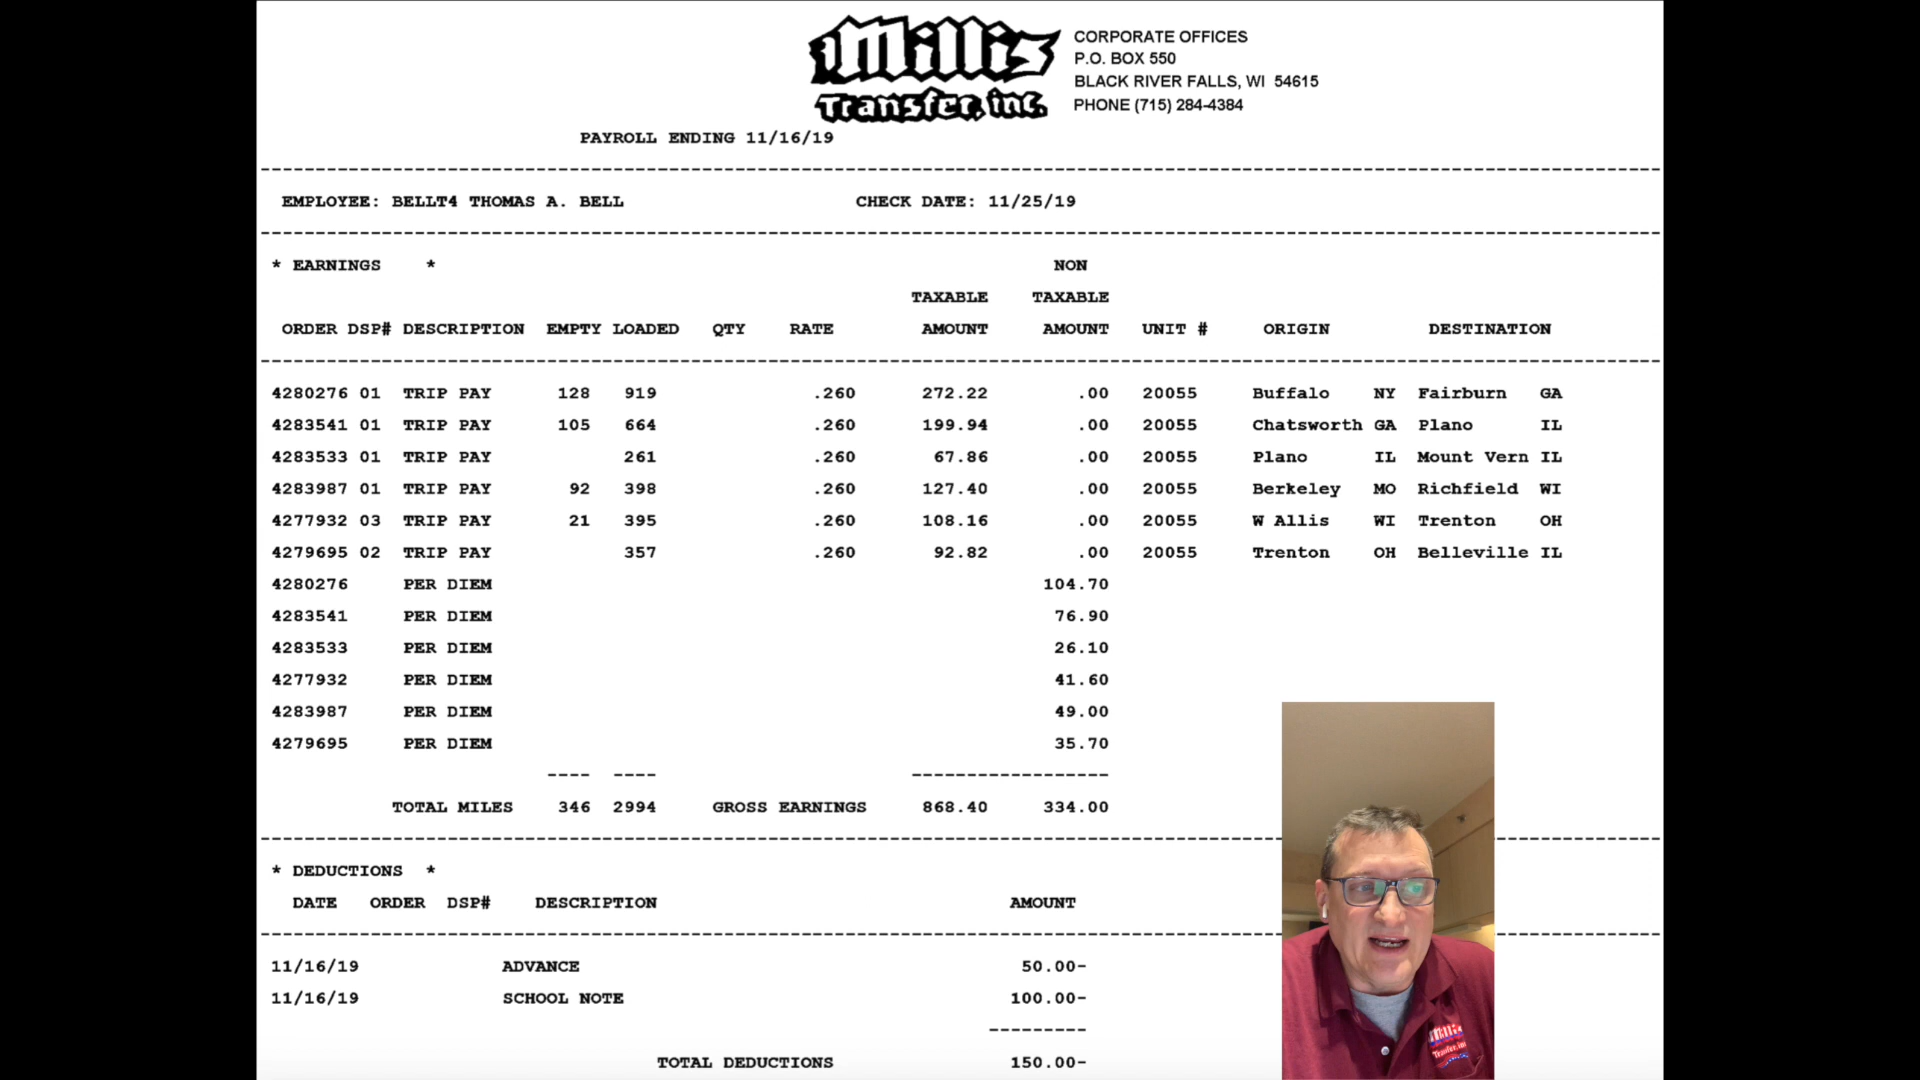 Millis
Transfer, inc.
CORPORATE OFFICES
P.O. BOX 550
BLACK RIVER FALLS, WI 54615
PHONE (715) 284-4384
PAYROLL ENDING 11/16/19
EMPLOYEE: BELLT4 THOMAS A. BELL CHECK DATE: 11/25/19
* EARNINGS * NON
TAXABLE TAXABLE
ORDER DSP# DESCRIPTION EMPTY LOADED QTY RATE AMOUNT AMOUNT UNIT # ORIGIN DESTINATION
4280276 01 TRIP PAY 128 919 .260 272.22 .00 20055 Buffalo NY Fairburn GA
4283541 01 TRIP PAY 105 664 .260 199.94 .00 20055 Chatsworth GA Plano IL
4283533 01 TRIP PAY 261 .260 67.86 .00 20055 Plano IL Mount Vern IL
4283987 01 TRIP PAY 92 398 .260 127.40 .00 20055 Berkeley MO Richfield WI
4277932 03 TRIP PAY 21 395 .260 108.16 .00 20055 W Allis WI Trenton OH
4279695 02 TRIP PAY 357 .260 92.82 .00 20055 Trenton OH Belleville IL
4280276 PER DIEM 104.70
4283541 PER DIEM 76.90
4283533 PER DIEM 26.10
4277932 PER DIEM 41.60
4283987 PER DIEM 49.00
4279695 PER DIEM 35.70
TOTAL MILES 346 2994 GROSS EARNINGS 868.40 334.00
* DEDUCTIONS *
DATE ORDER DSP# DESCRIPTION AMOUNT
11/16/19 ADVANCE 50.00-
11/16/19 SCHOOL NOTE 100.00-
TOTAL DEDUCTIONS 150.00-
Millis
Transfer, inc.